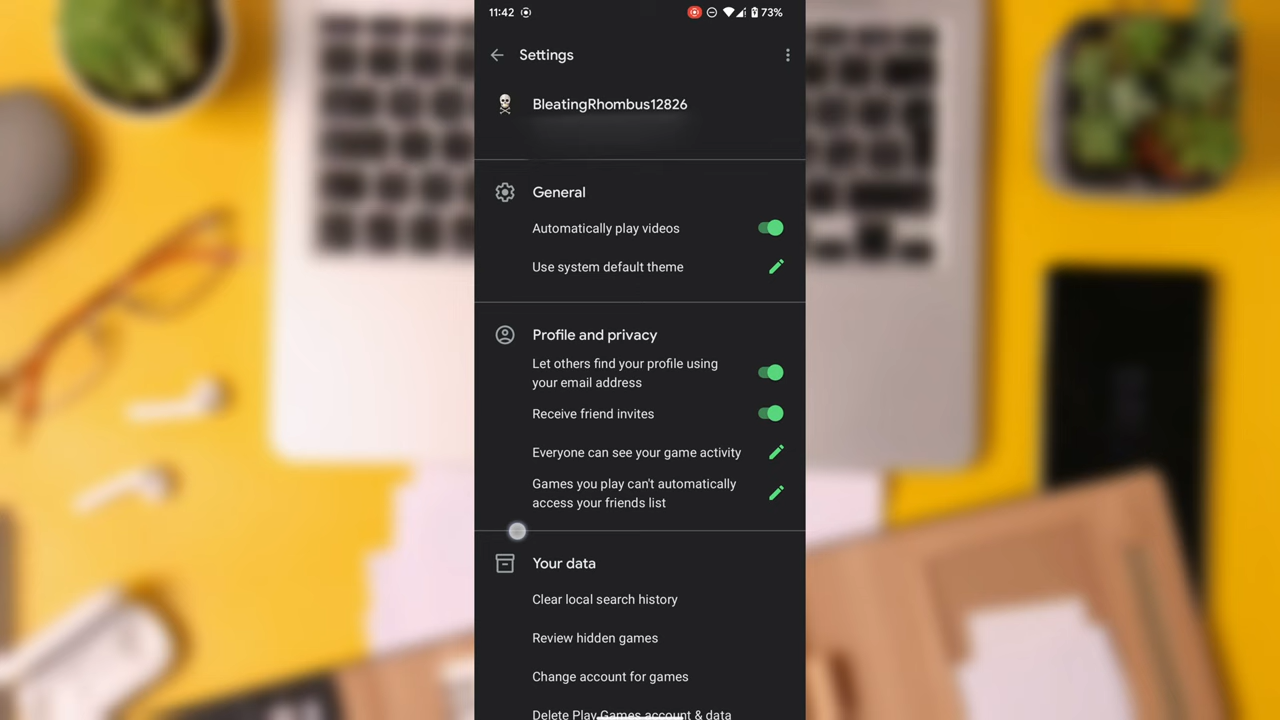 11:42
73%
Settings
BleatingRhombus12826
General
Automatically play videos
Use system default theme
Profile and privacy
Let others find your profile using
your email address
Receive friend invites
Everyone can see your game activity
Games you play can't automatically
access your friends list
Your data
Clear local search history
Review hidden games
Change account for games
Delete Play Games account & data